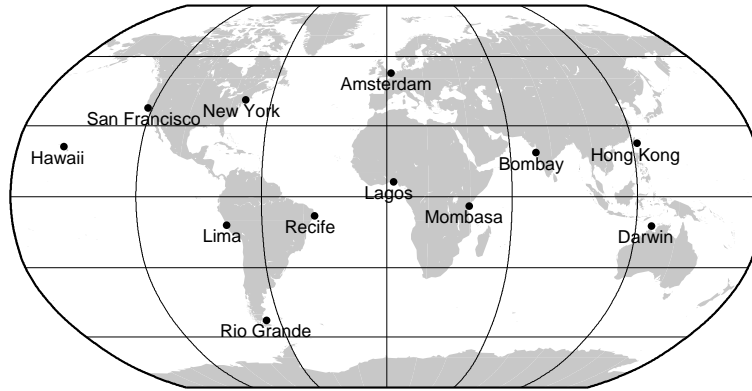 Amsterdam
New York
San Francisco
Hawaii
Bombay
Hong Kong
Lagos
Mombasa
Recife
Lima
Darwin
Rio Grande